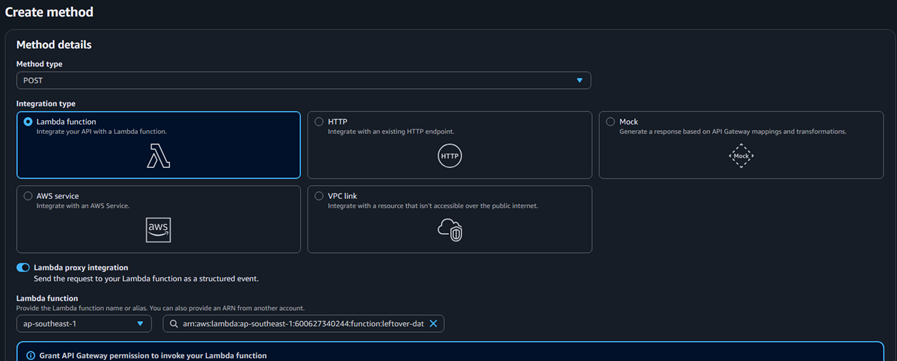 Create method
Method details
Method type
POST
Integration type
Lambda function
Integrate your API with a Lambda function.
HTTP
Integrate with an existing HTTP endpoint.
HTTP
Mock
Generate a response based on API Gateway mappings and transformations.
Mock
AWS service
Integrate with an AWS Service.
aws
VPC link
Integrate with a resource that isn't accessible over the public internet.
Lambda proxy integration
Send the request to your Lambda function as a structured event.
Lambda function
Provide the Lambda function name or alias. You can also provide an ARN from another account.
ap-southeast-1
arn:aws:lambda:ap-southeast-1:600627340244:function:leftover-dat
Grant API Gateway permission to invoke your Lambda function